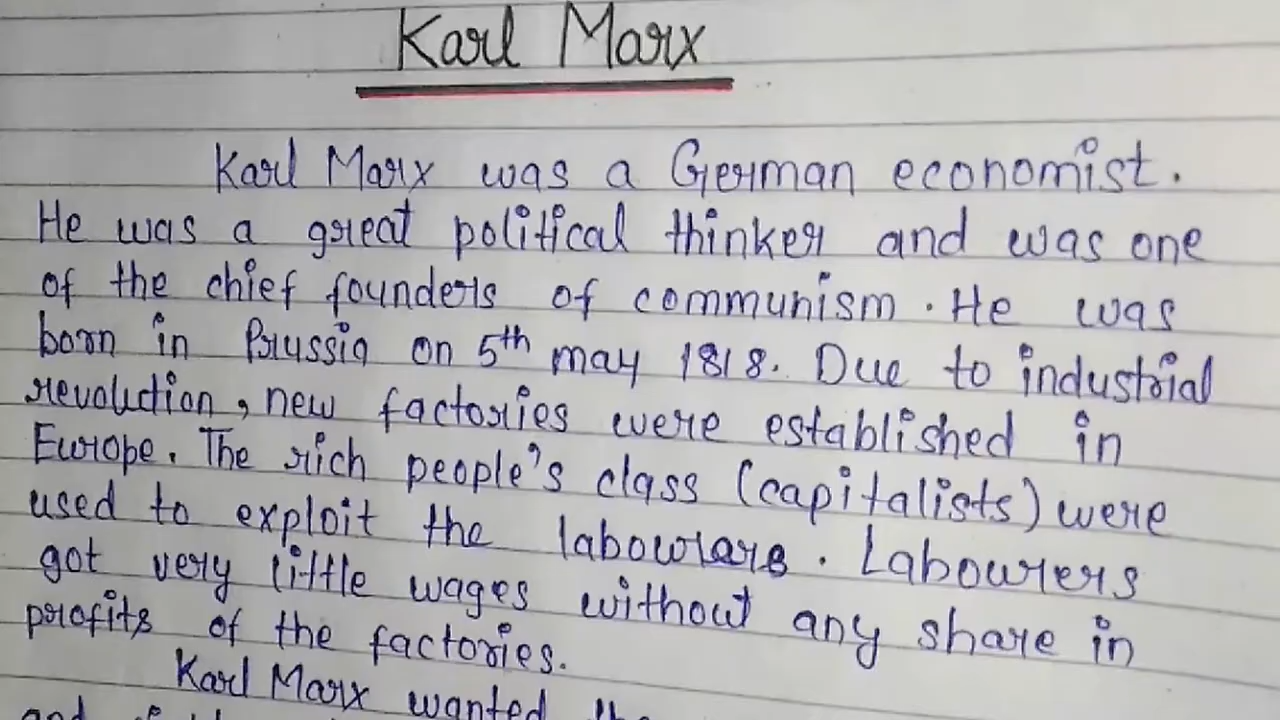 Karl Marx
Karl Marx was a German economist.
He was a great political thinker and was one
of the chief founders of communism. He was
born in Prussia on 5th may 1818. Due to industrial
revolution, new factories were established in
Europe. The rich people's class (capitalists) were
used to exploit the labourars. Labourers
got very little wages without any share in
profits of the factories.
Karl Marx wanted
and